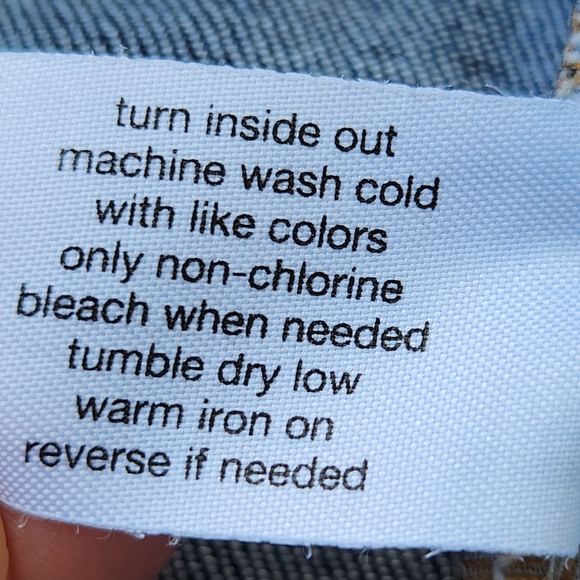 turn inside out
machine wash cold
with like colors
only non-chlorine
bleach when needed
tumble dry low
warm iron on
reverse if needed